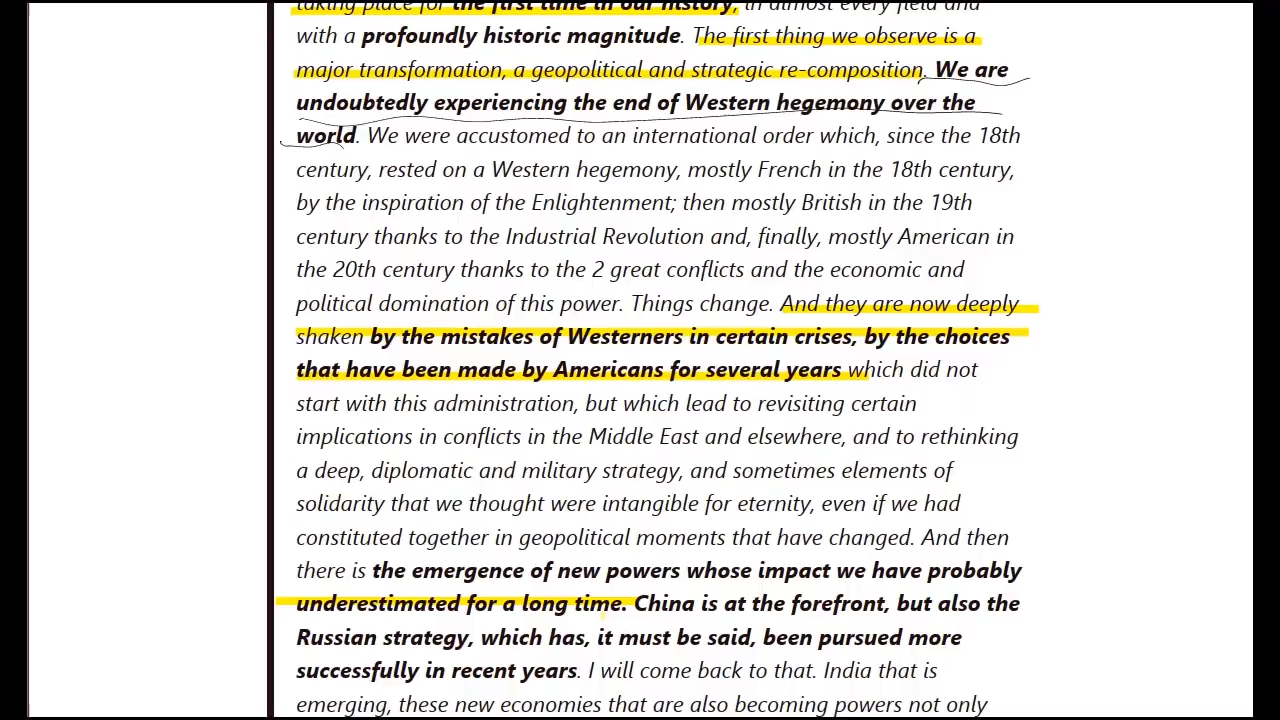 taking place for the first time in our history, in almost every field and
with a profoundly historic magnitude. The first thing we observe is a
major transformation, a geopolitical and strategic re-composition. We are
undoubtedly experiencing the end of Western hegemony over the
world. We were accustomed to an international order which, since the 18th
century, rested on a Western hegemony, mostly French in the 18th century,
by the inspiration of the Enlightenment; then mostly British in the 19th
century thanks to the Industrial Revolution and, finally, mostly American in
the 20th century thanks to the 2 great conflicts and the economic and
political domination of this power. Things change. And they are now deeply
shaken by the mistakes of Westerners in certain crises, by the choices
that have been made by Americans for several years which did not
start with this administration, but which lead to revisiting certain
implications in conflicts in the Middle East and elsewhere, and to rethinking
a deep, diplomatic and military strategy, and sometimes elements of
solidarity that we thought were intangible for eternity, even if we had
constituted together in geopolitical moments that have changed. And then
there is the emergence of new powers whose impact we have probably
underestimated for a long time. China is at the forefront, but also the
Russian strategy, which has, it must be said, been pursued more
successfully in recent years. I will come back to that. India that is
emerging, these new economies that are also becoming powers not only